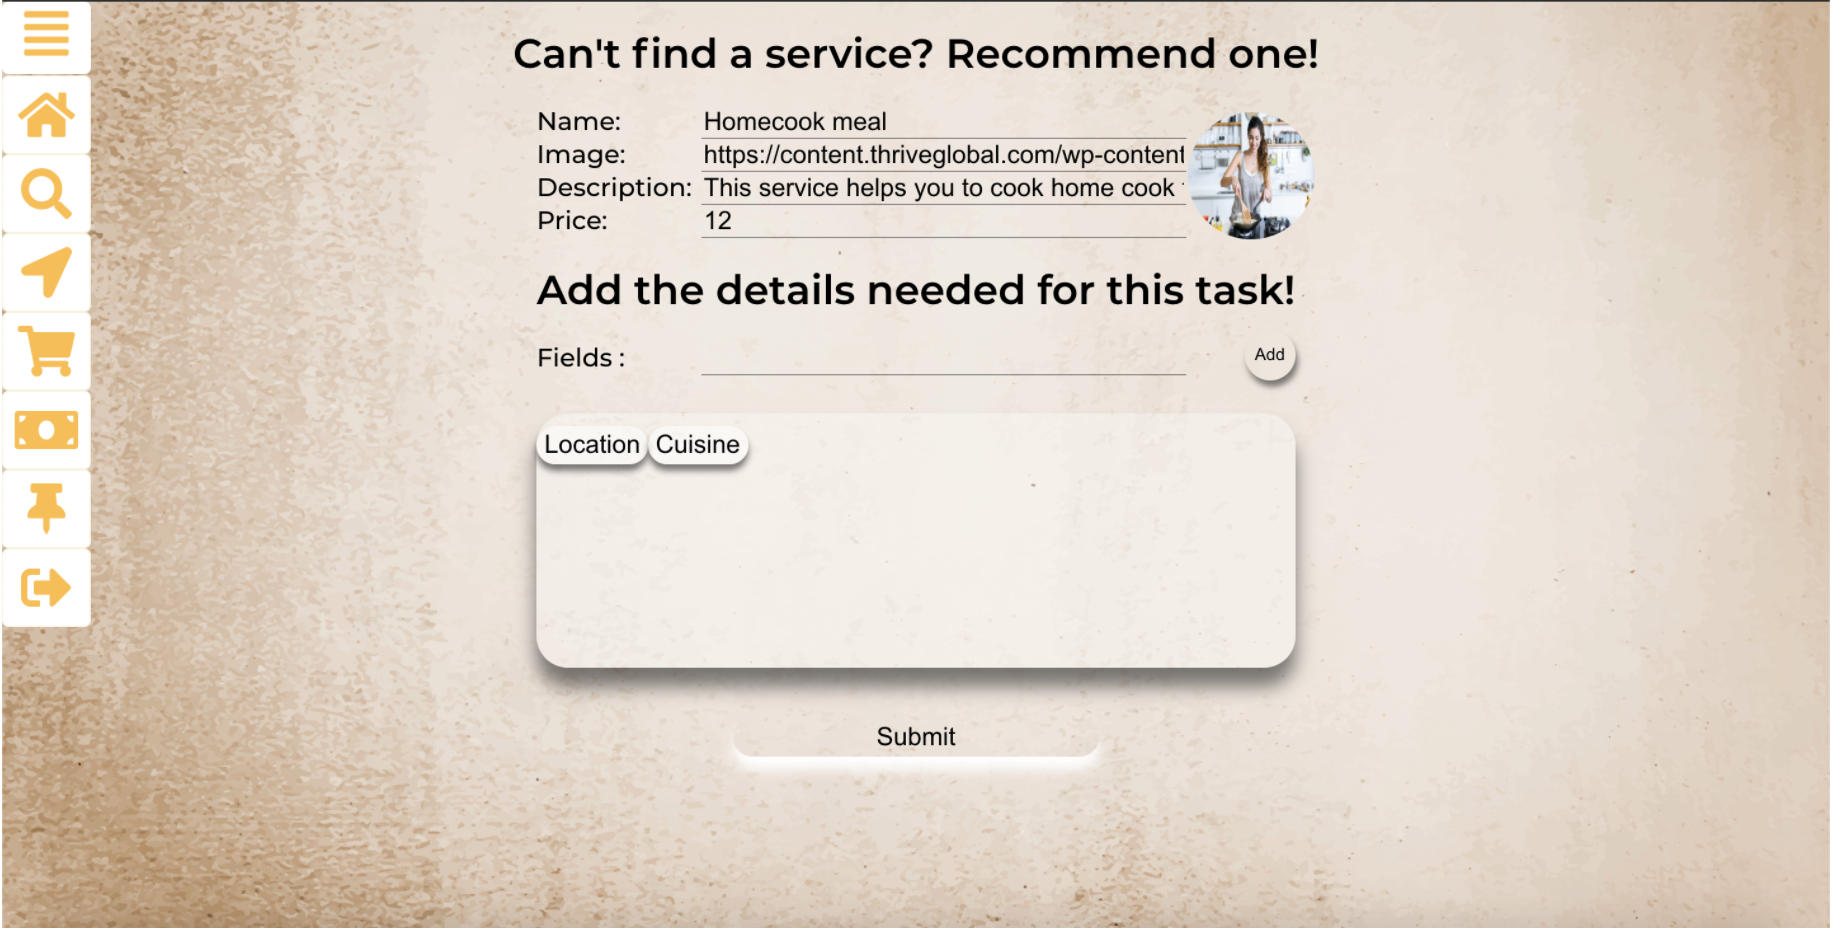 Can't find a service? Recommend one!
Name: Homecook meal
Image: https://content.thriveglobal.com/wp-content
Description: This service helps you to cook home cook
Price: 12
Add the details needed for this task!
Fields :
Add
Location Cuisine
Submit